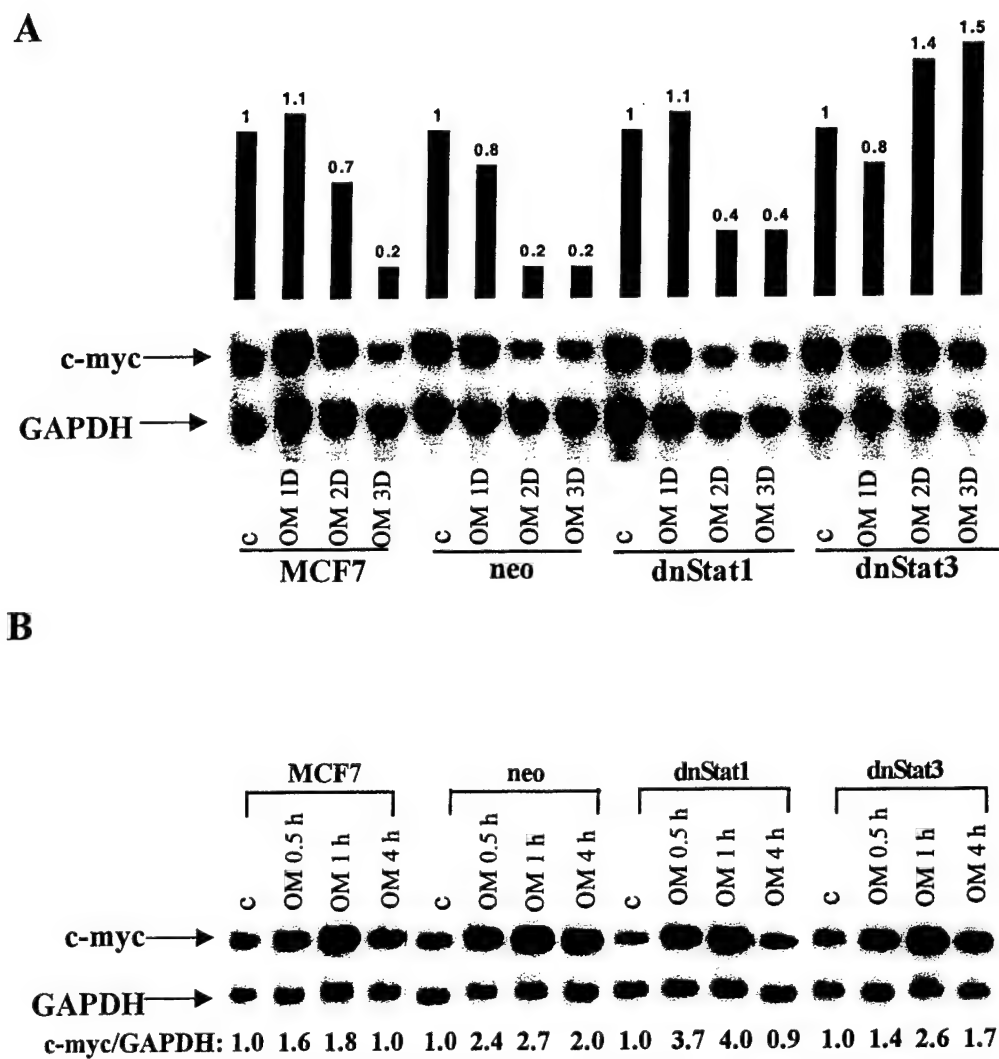 A
1 1.1 0.7 0.2 1 0.8 0.2 0.2 1 1.1 0.4 0.4 1 0.8 1.4 1.5
c-myc
GAPDH
c OM 1D OM 2D OM 3D c OM 1D OM 2D OM 3D c OM 1D OM 2D OM 3D c OM 1D OM 2D OM 3D
MCF7 neo dnStat1 dnStat3
B
MCF7 neo dnStat1 dnStat3
c OM 0.5 h OM 1 h OM 4 h c OM 0.5 h OM 1 h OM 4 h c OM 0.5 h OM 1 h OM 4 h c OM 0.5 h OM 1 h OM 4 h
c-myc
GAPDH
c-myc/GAPDH: 1.0 1.6 1.8 1.0 1.0 2.4 2.7 2.0 1.0 3.7 4.0 0.9 1.0 1.4 2.6 1.7